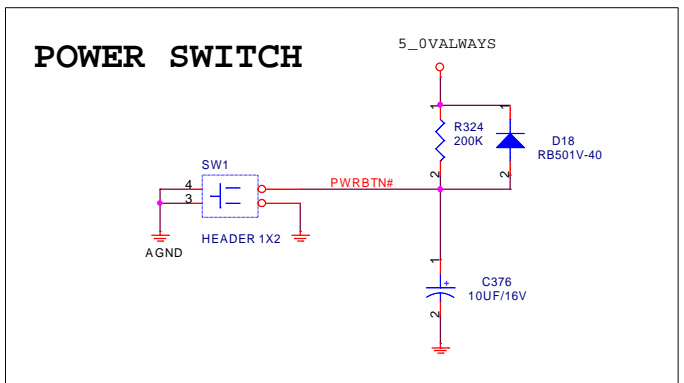 5_0VALWAYS
POWER SWITCH
1
1
R324
200K
D18
RB501V-40
2
2
SW1
4
3
PWRBTN#
HEADER 1X2
AGND
1
+
C376
10UF/16V
2